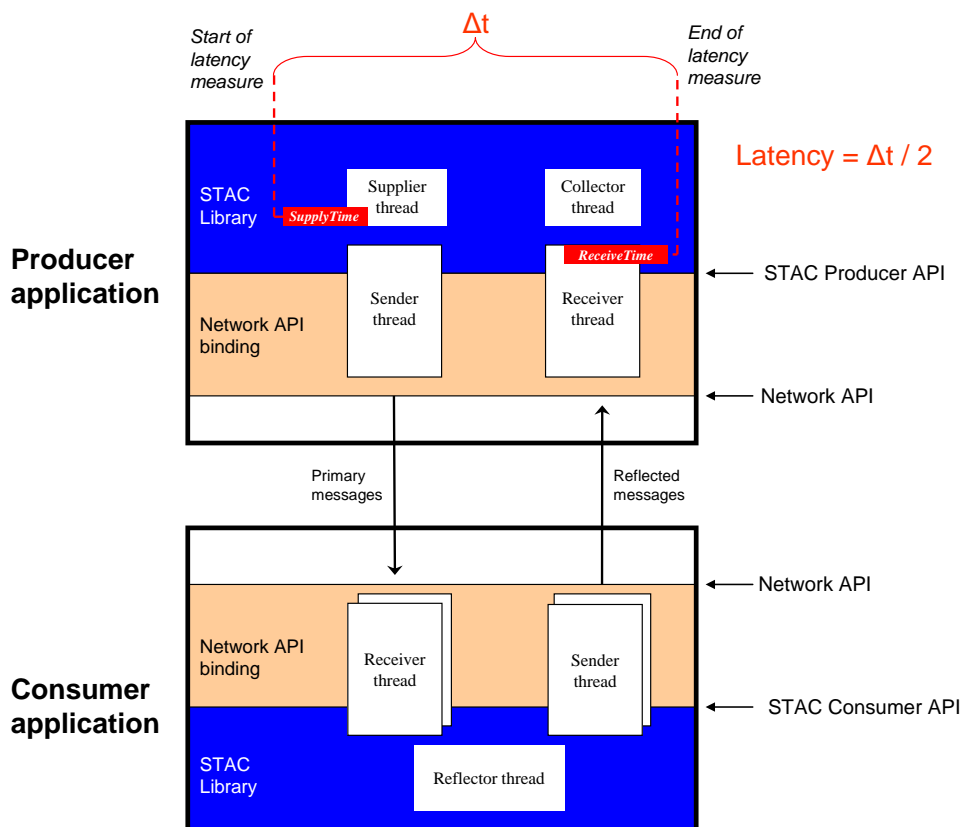 Δt
Start of
latency
measure
End of
latency
measure
Latency = Δt / 2
Supplier
thread
Collector
thread
STAC
Library
SupplyTime
ReceiveTime
Producer
application
STAC Producer API
Sender
thread
Receiver
thread
Network API
binding
Network API
Primary
messages
Reflected
messages
Network API
Network API
binding
Receiver
thread
Sender
thread
Consumer
application
STAC Consumer API
STAC
Library
Reflector thread